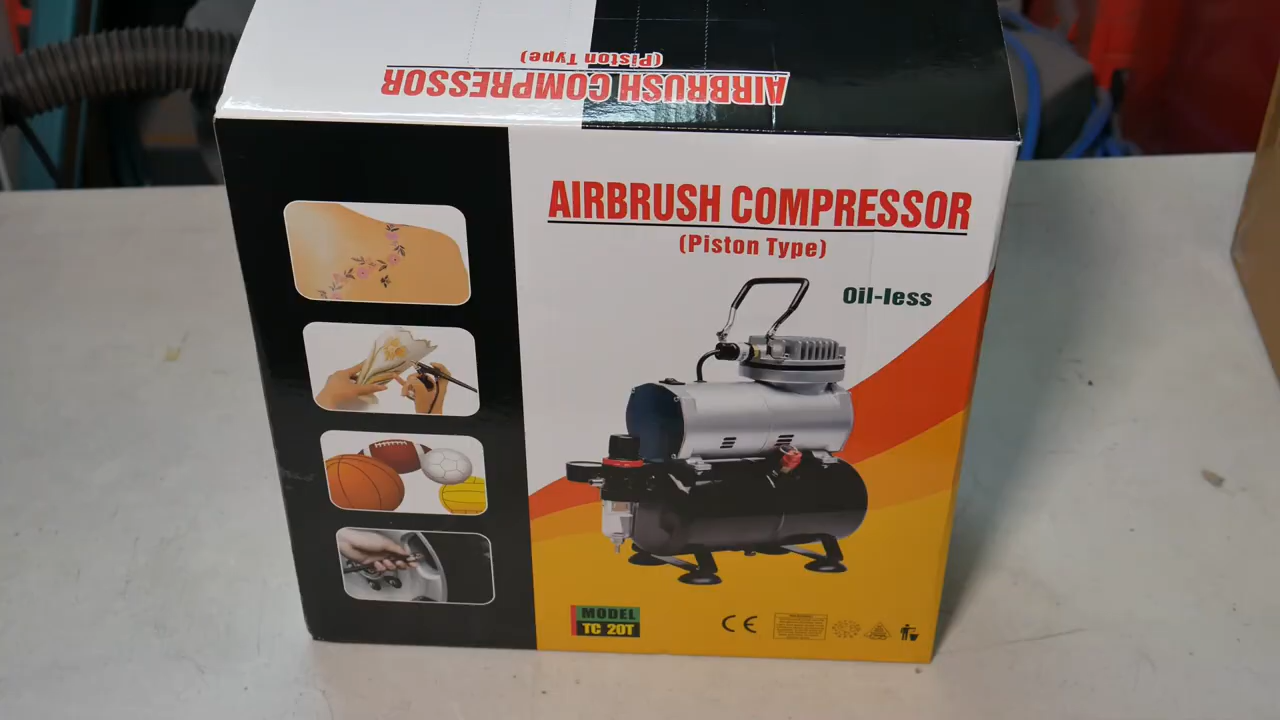 (Piston Type)
AIRBRUSH COMPRESSOR
AIRBRUSH COMPRESSOR
(Piston Type)
Oil-less
MODEL
TC 20T
CE